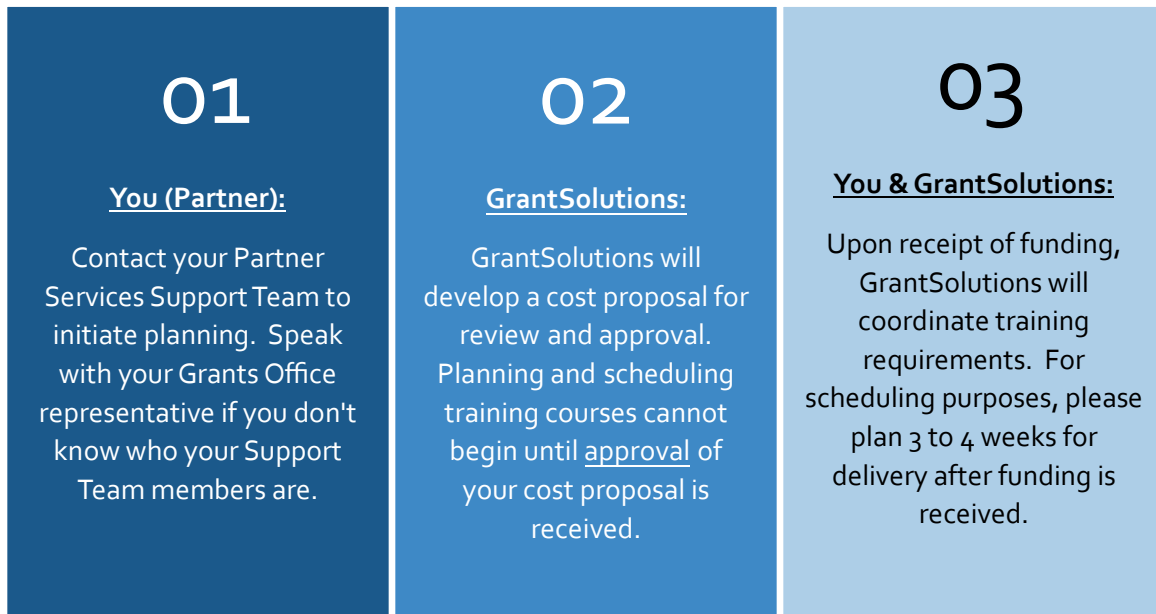 01
You (Partner):
Contact your Partner
Services Support Team to
initiate planning.  Speak
with your Grants Office
representative if you don't
know who your Support
Team members are.
02
GrantSolutions:
GrantSolutions will
develop a cost proposal for
review and approval.
Planning and scheduling
training courses cannot
begin until approval of
your cost proposal is
received.
03
You & GrantSolutions:
Upon receipt of funding,
GrantSolutions will
coordinate training
requirements.  For
scheduling purposes, please
plan 3 to 4 weeks for
delivery after funding is
received.